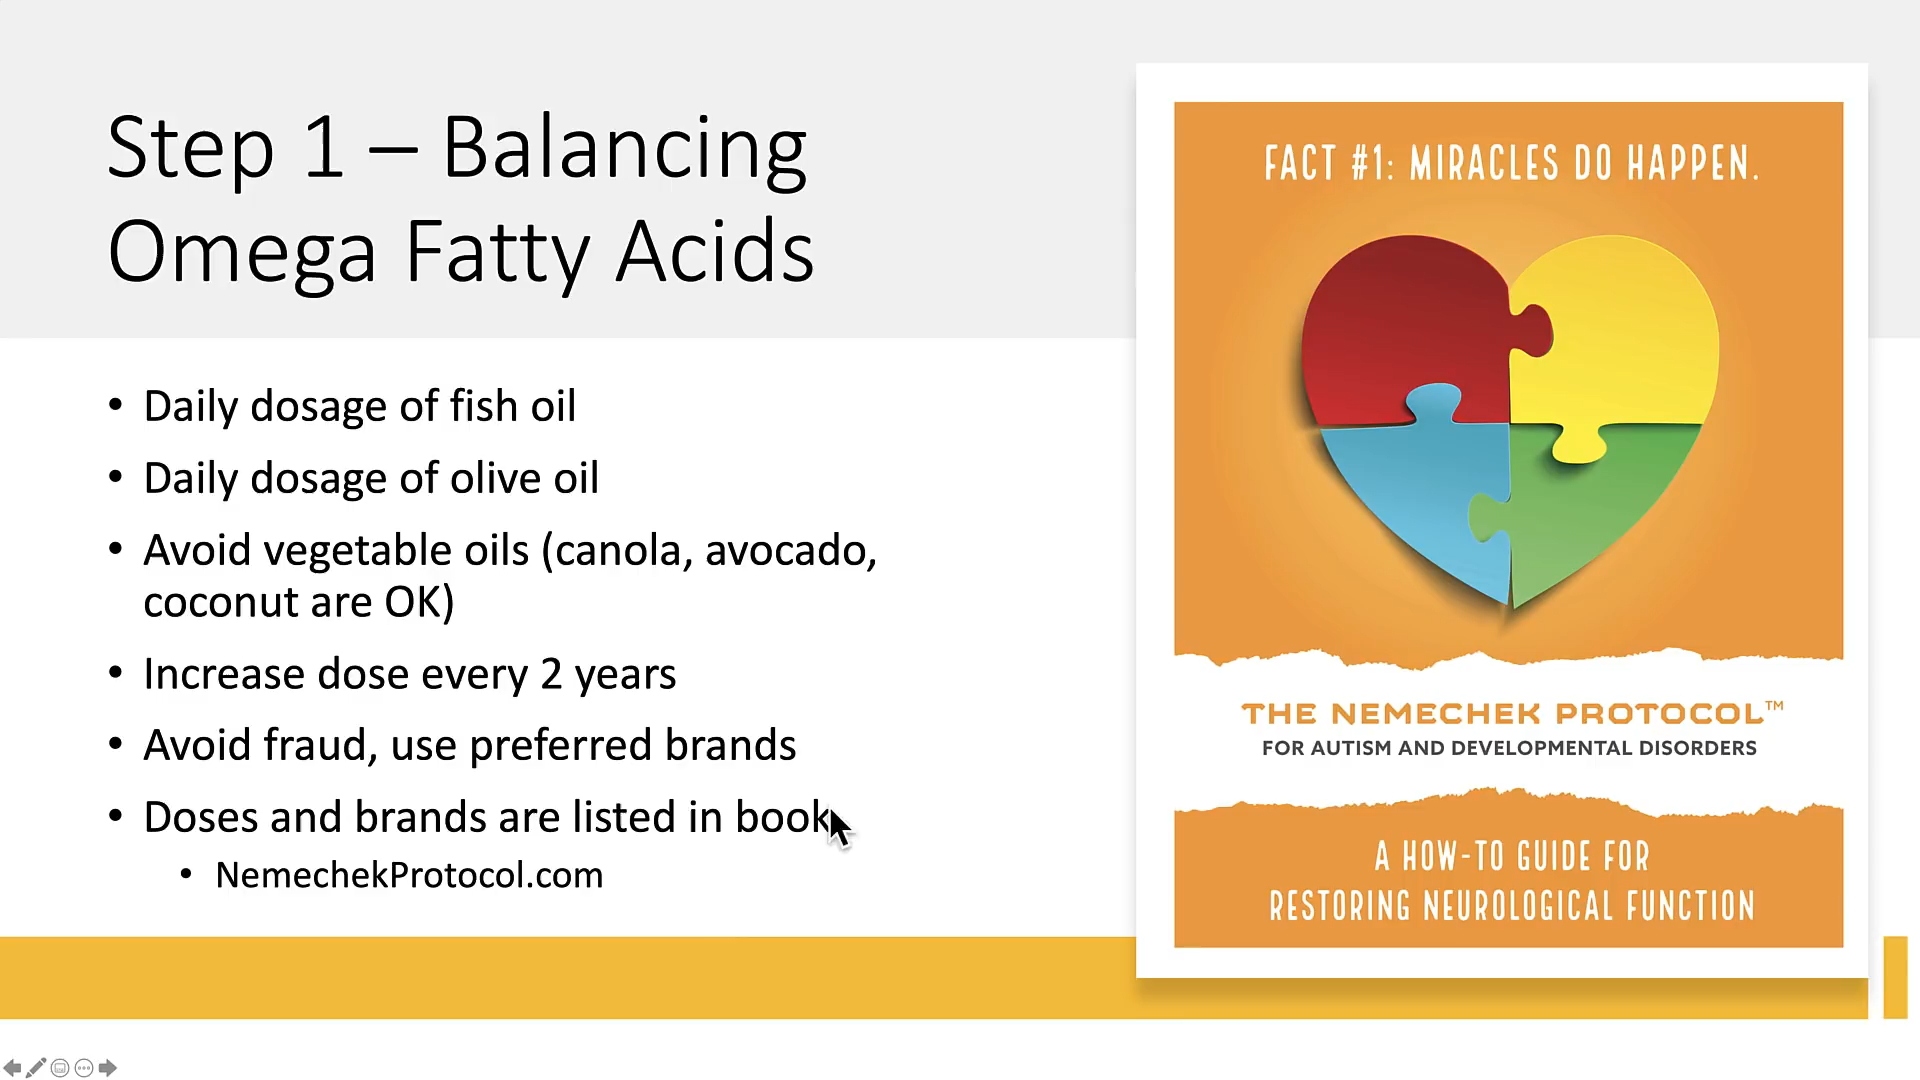 Step 1 – Balancing
Omega Fatty Acids
• Daily dosage of fish oil
• Daily dosage of olive oil
• Avoid vegetable oils (canola, avocado,
coconut are OK)
• Increase dose every 2 years
• Avoid fraud, use preferred brands
• Doses and brands are listed in book
• NemechekProtocol.com
FACT #1: MIRACLES DO HAPPEN.
THE NEMECHEK PROTOCOL™
FOR AUTISM AND DEVELOPMENTAL DISORDERS
A HOW-TO GUIDE FOR
RESTORING NEUROLOGICAL FUNCTION